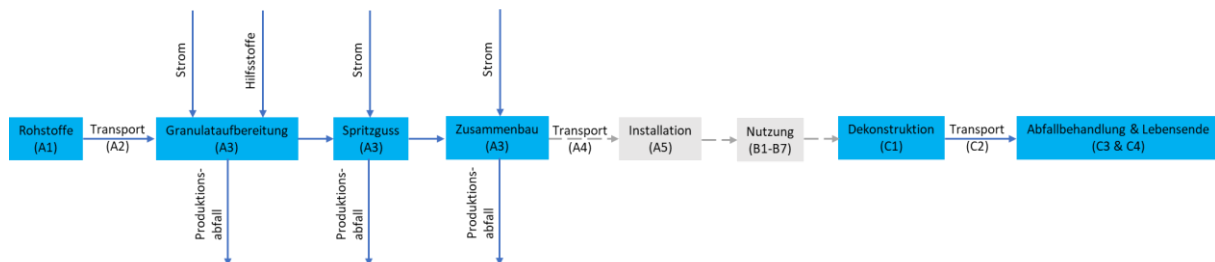 Strom
Hilfsstoffe
Strom
Strom
Rohstoffe
(A1)
Transport
(A2)
Granulataufbereitung
(A3)
Spritzguss
(A3)
Zusammenbau
(A3)
Transport
(A4)
Installation
(A5)
Nutzung
(B1-B7)
Dekonstruktion
(C1)
Transport
(C2)
Abfallbehandlung & Lebensende
(C3 & C4)
Produktions-
abfall
Produktions-
abfall
Produktions-
abfall